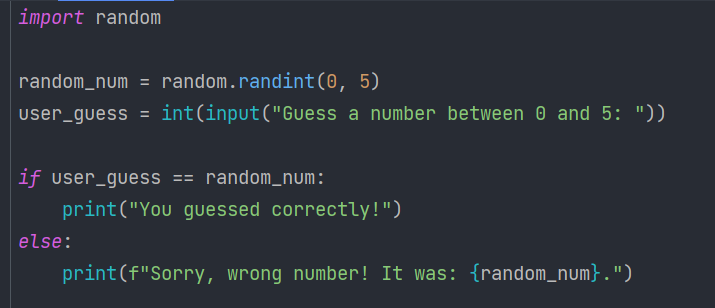 import random
random_num = random.randint(0, 5)
user_guess = int(input("Guess a number between 0 and 5: "))
if user_guess == random_num:
    print("You guessed correctly!")
else:
    print(f"Sorry, wrong number! It was: {random_num}.")